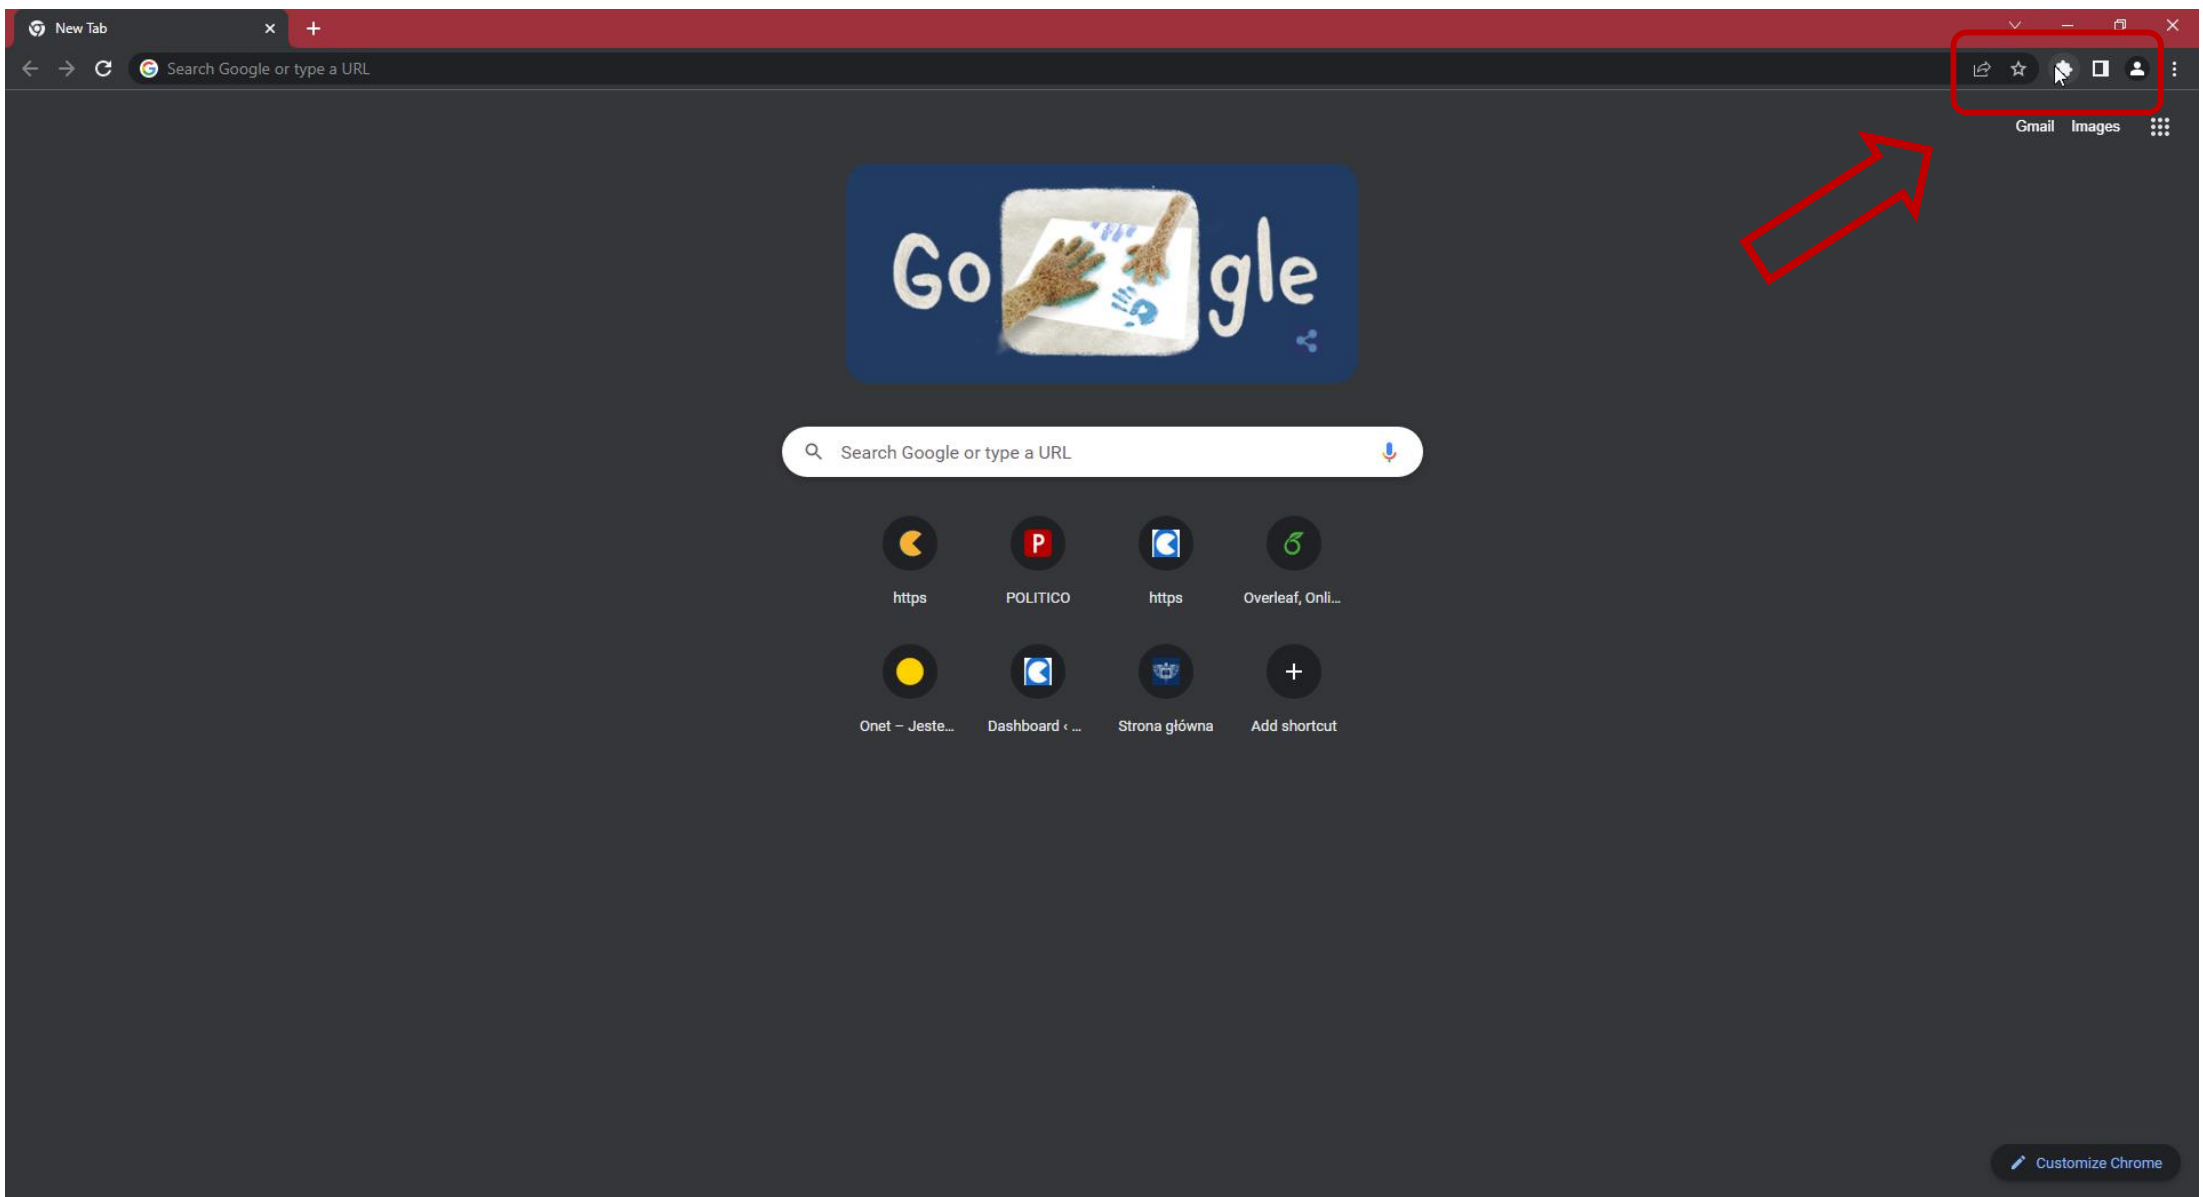 New Tab
Search Google or type a URL
Gmail Images
Go gle
Search Google or type a URL
https POLITICO https Overleaf, Onli...
Onet – Jeste... Dashboard ‹ ... Strona główna Add shortcut
Customize Chrome